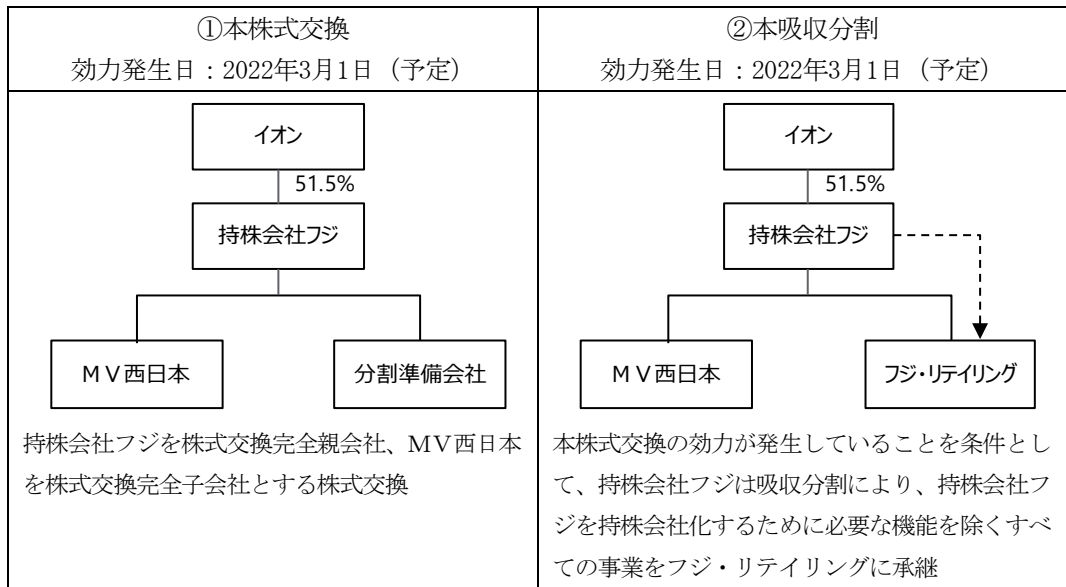 ①本株式交換
効力発生日：2022年3月1日（予定）
イオン
51.5%
持株会社フジ
ＭＶ西日本
分割準備会社
持株会社フジを株式交換完全親会社、ＭＶ西日本
を株式交換完全子会社とする株式交換
②本吸収分割
効力発生日：2022年3月1日（予定）
イオン
51.5%
持株会社フジ
ＭＶ西日本
フジ・リテイリング
本株式交換の効力が発生していることを条件とし
て、持株会社フジは吸収分割により、持株会社フ
ジを持株会社化するために必要な機能を除くすべ
ての事業をフジ・リテイリングに承継